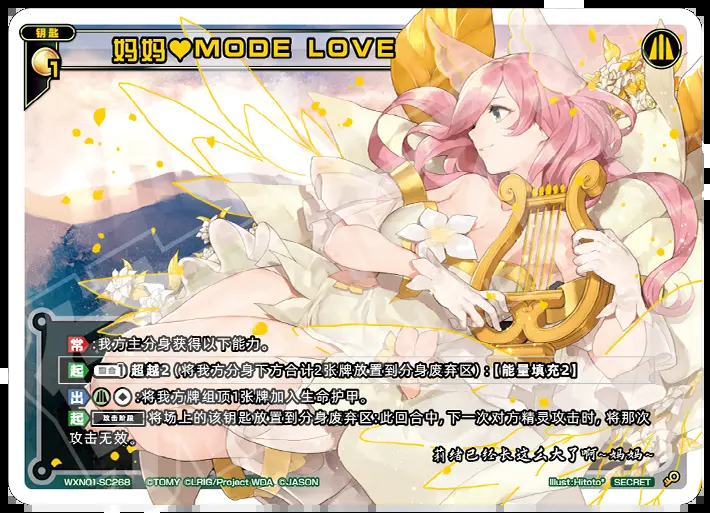 钥匙
妈妈♥MODE LOVE
1
常:我方主分身获得以下能力。
起 回合1 超越2 (将我方分身下方合计2张牌放置到分身废弃区) : 【能量填充2】
出 :将我方牌组顶1张牌加入生命护甲。
起 攻击阶段 将场上的该钥匙放置到分身废弃区:此回合中,下一次对方精灵攻击时,将那次
攻击无效。
莉绪已经长这么大了啊~妈妈~
WXN01-SC268 ©TOMY ©LRIG/Project WDA ©JASON Illust:Hitoto* SECRET